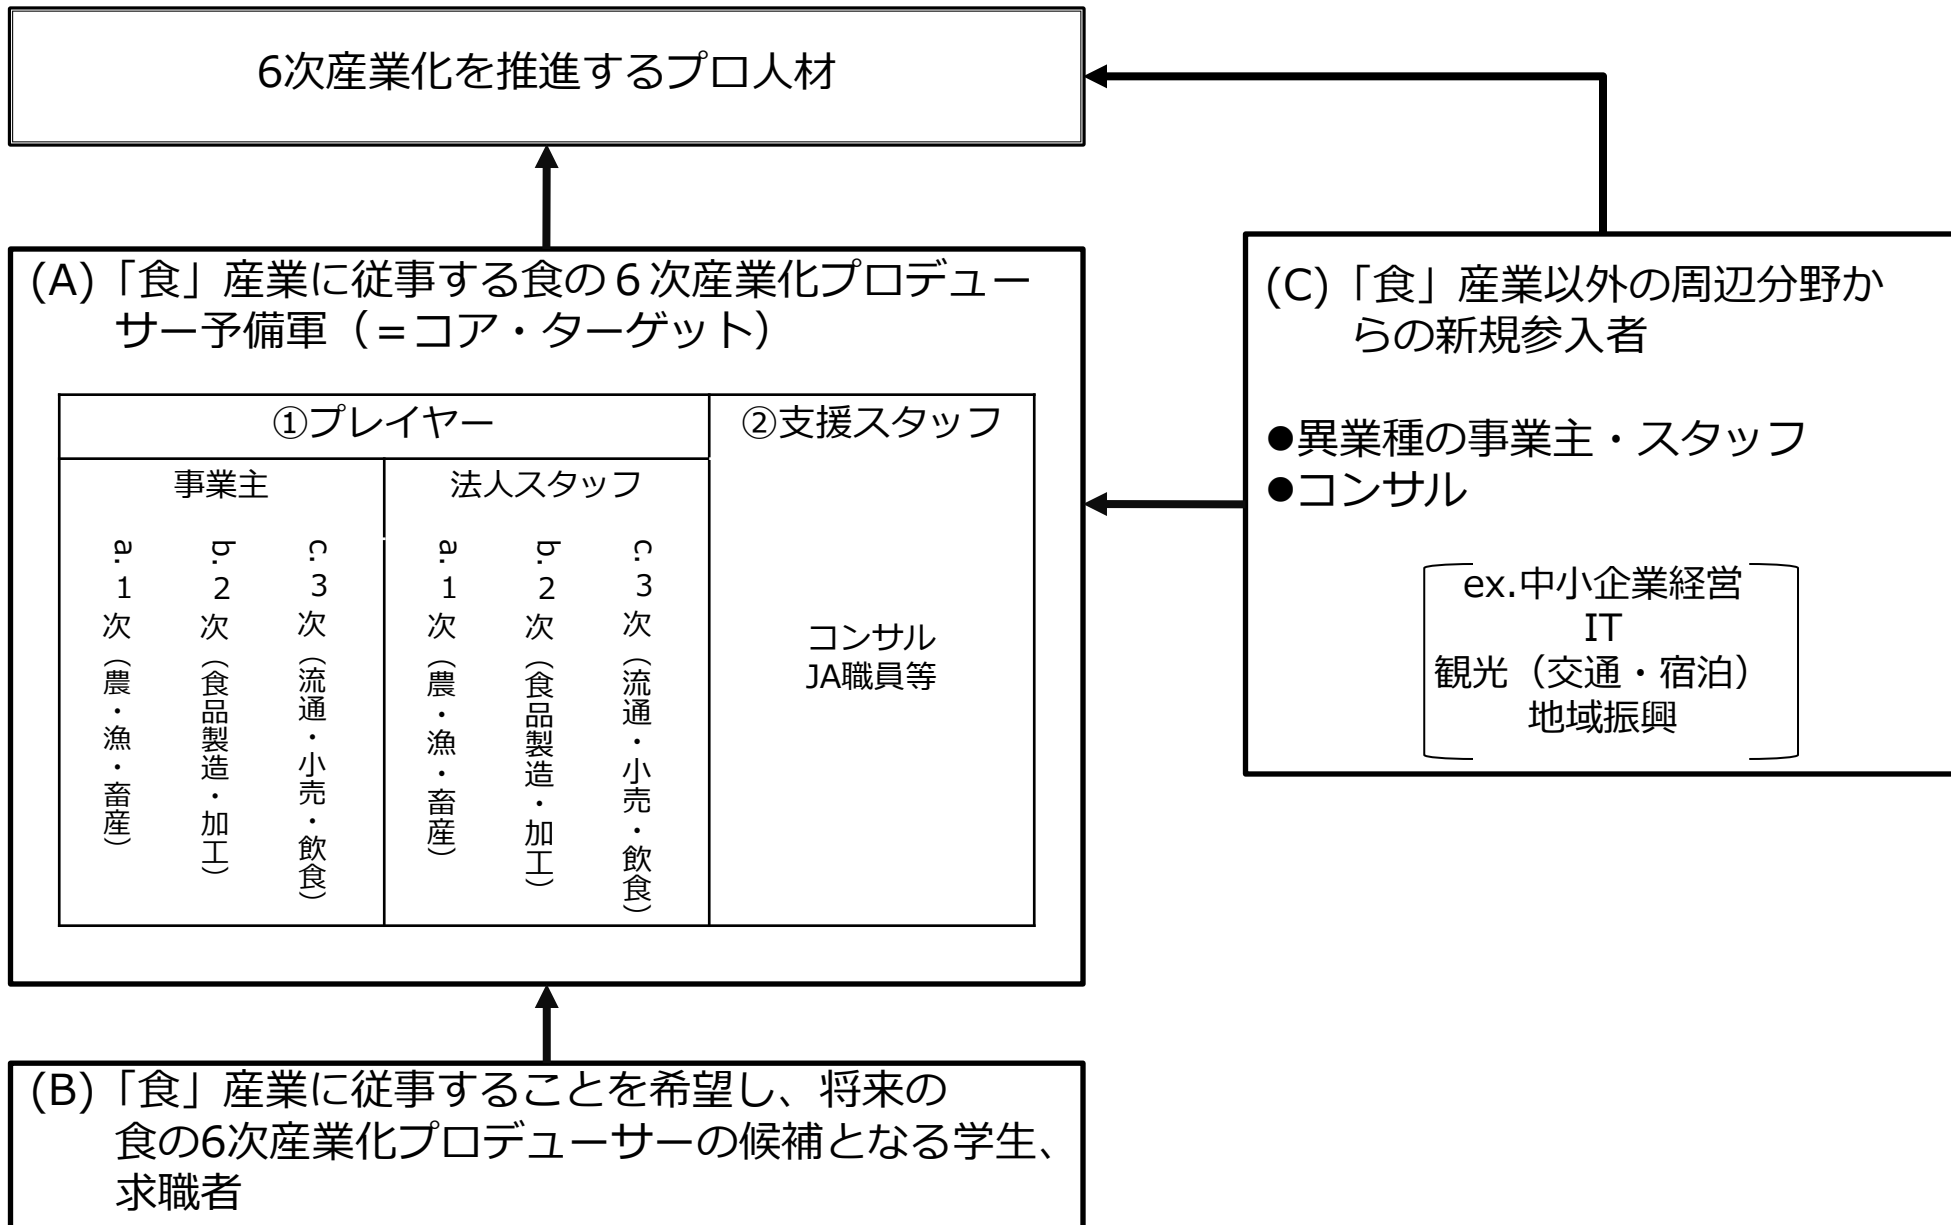 6次産業化を推進するプロ人材
(A)「食」産業に従事する食の６次産業化プロデュー
サー予備軍（＝コア・ターゲット）
①プレイヤー
②支援スタッフ
事業主
法人スタッフ
a.1次（農・漁・畜産）
b.2次（食品製造・加工）
c.3次（流通・小売・飲食）
a.1次（農・漁・畜産）
b.2次（食品製造・加工）
c.3次（流通・小売・飲食）
コンサル
JA職員等
(C)「食」産業以外の周辺分野か
らの新規参入者
●異業種の事業主・スタッフ
●コンサル
ex.中小企業経営
IT
観光（交通・宿泊）
地域振興
(B)「食」産業に従事することを希望し、将来の
食の6次産業化プロデューサーの候補となる学生、
求職者